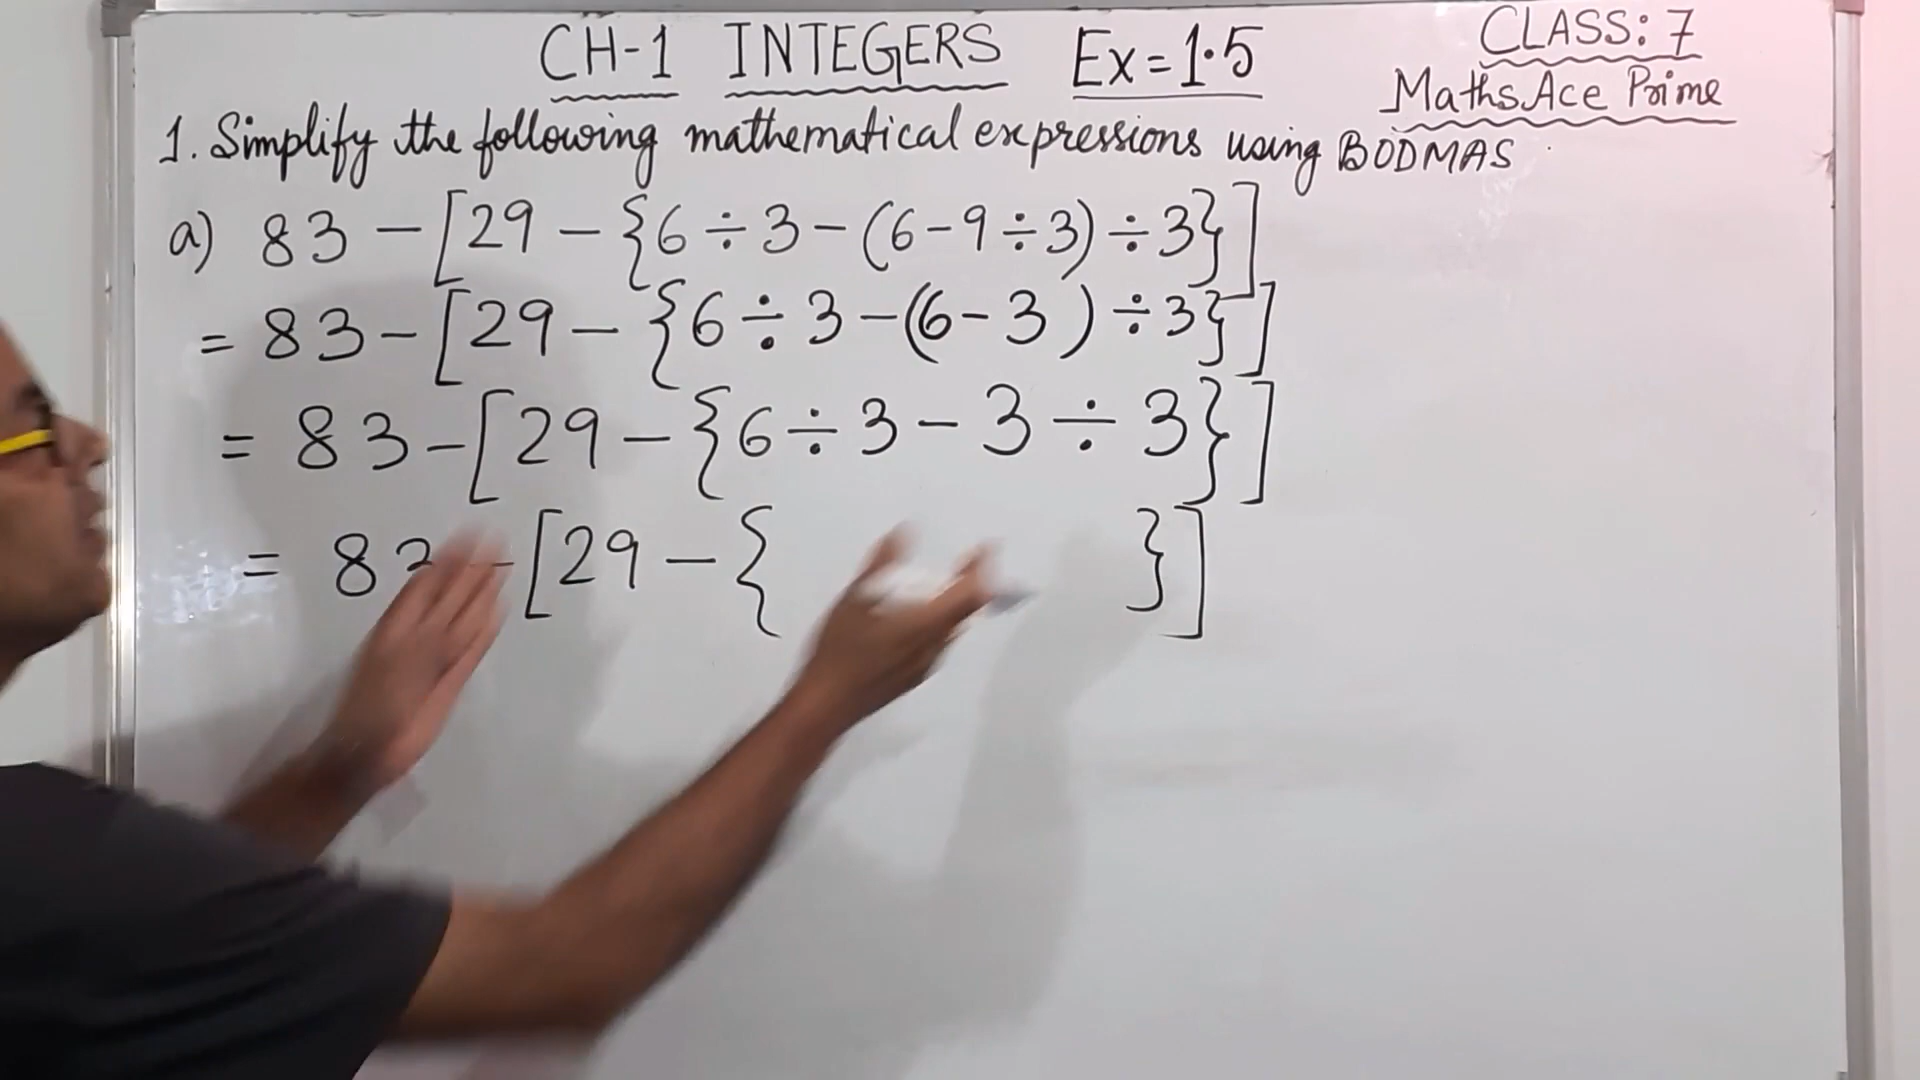 CH-1 INTEGERS Ex=1.5
CLASS: 7
Maths Ace Prime
1. Simplify the following mathematical expressions using BODMAS
a) 83 - [29 - {6 ÷ 3 - (6 - 9 ÷ 3) ÷ 3}]
= 83 - [29 - {6 ÷ 3 - (6 - 3 ) ÷ 3}]
= 83 - [29 - {6 ÷ 3 - 3 ÷ 3}]
= 83 - [29 - { }]